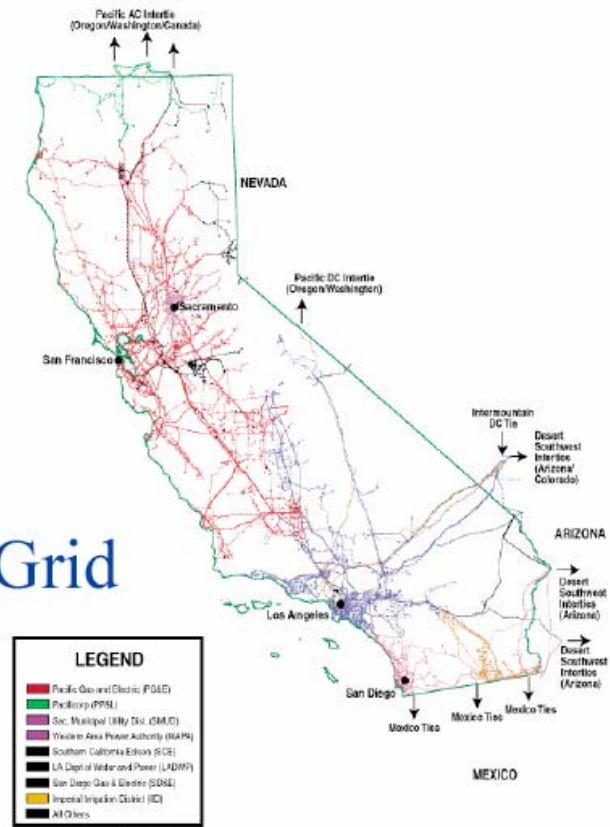 Pacific AC Intertie
(Oregon/Washington/Canada)
NEVADA
Pacific DC Intertie
(Oregon/Washington)
Sacramento
San Francisco
Intermountain
DC Tie
Desert
Southwest
Interties
(Arizona/
Colorado)
ARIZONA
Grid
Desert
Southwest
Interties
(Arizona)
Los Angeles
Desert
Southwest
Interties
(Arizona)
San Diego
Mexico Ties
Mexico Ties
Mexico Ties
MEXICO
LEGEND
Pacific Gas and Electric (PG&E)
Pacificorp (PP&L)
Sac. Municipal Utility Dist. (SMUD)
Western Area Power Authority (WAPA)
Southern California Edison (SCE)
LA Dept of Water and Power (LADWP)
San Diego Gas & Electric (SDG&E)
Imperial Irrigation District (IID)
All Others